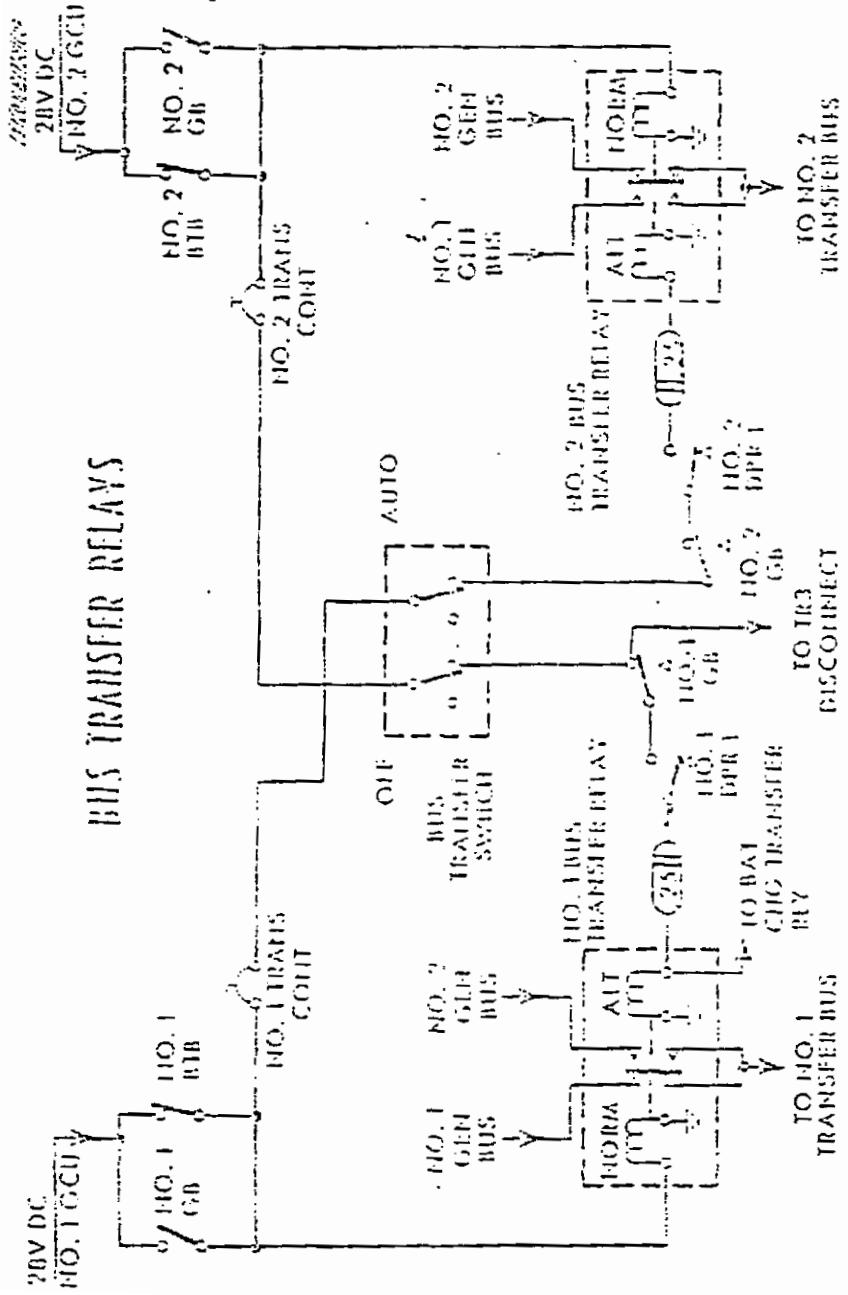 BUS TRANSFER RELAYS
28V DC
NO. 1 GCU
NO. 1
GB
NO. 1
BTB
NO. 1 TRANS
CONT
28V DC
NO. 2 GCU
NO. 2
BTB
NO. 2
GB
NO. 2 TRANS
CONT
OFF
AUTO
BUS
TRANSFER
SWITCH
NO. 1
GEN
BUS
NO. 2
GEN
BUS
NO. 1 BUS
TRANSFER RELAY
NORM
ALT
TO NO. 1
TRANSFER BUS
TO BAT
CHG TRANSFER
RLY
NO. 1
DPR 1
NO. 1
GB
TO TR3
DISCONNECT
NO. 2
GB
NO. 2
DPR 1
NO. 2 BUS
TRANSFER RELAY
NO. 1
GEN
BUS
NO. 2
GEN
BUS
ALT
NORM
TO NO. 2
TRANSFER BUS